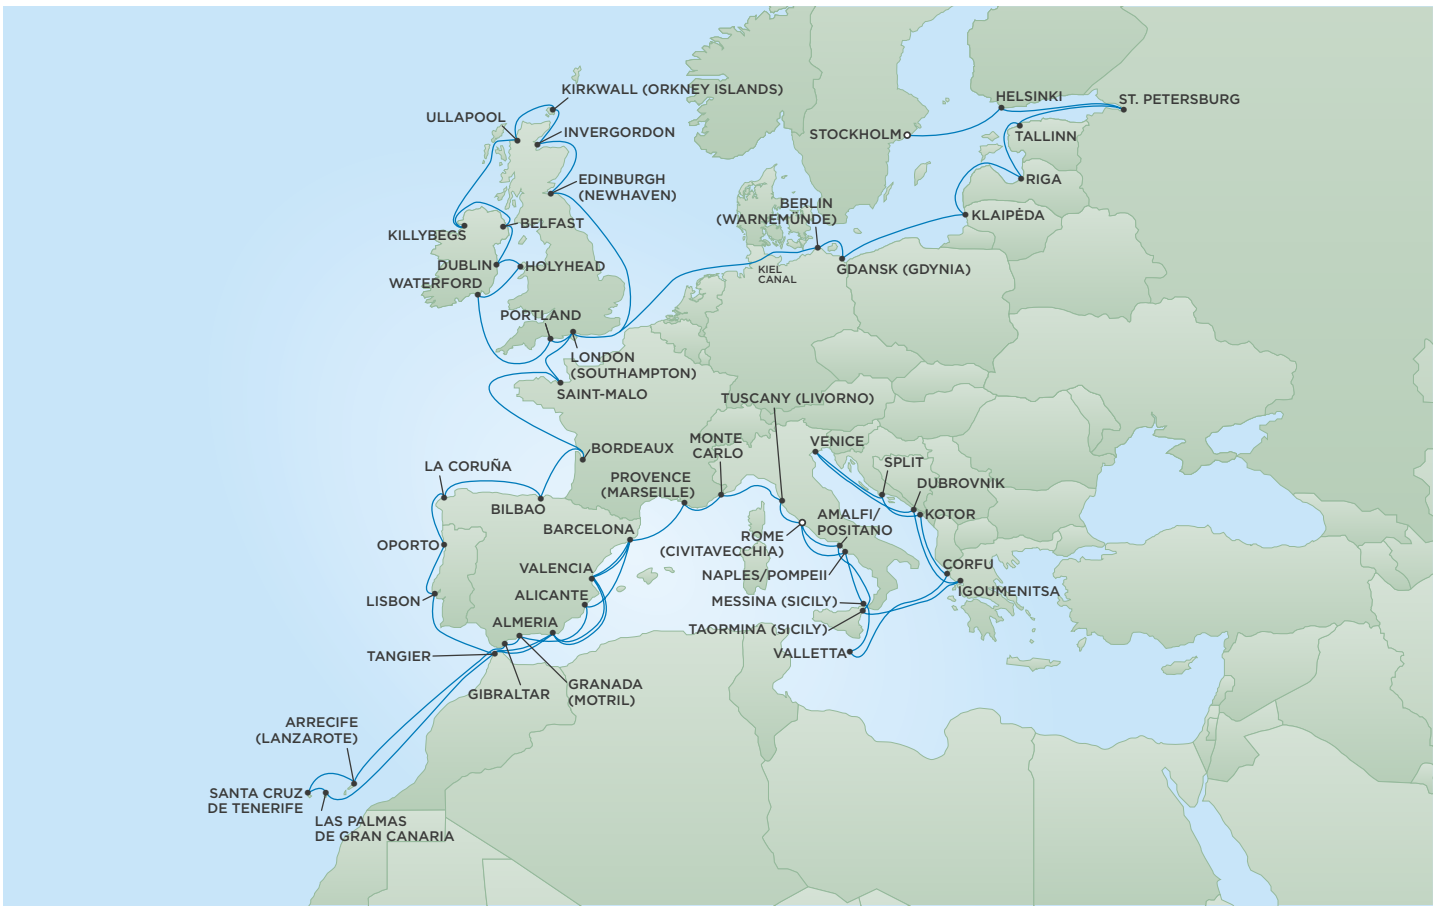 KIRKWALL (ORKNEY ISLANDS)
ULLAPOOL
INVERGORDON
HELSINKI
ST. PETERSBURG
STOCKHOLM
TALLINN
EDINBURGH
(NEWHAVEN)
RIGA
BERLIN
(WARNEMÜNDE)
KLAIPĖDA
KILLYBEGS
BELFAST
DUBLIN
HOLYHEAD
WATERFORD
KIEL
CANAL
GDANSK (GDYNIA)
PORTLAND
LONDON
(SOUTHAMPTON)
SAINT-MALO
TUSCANY (LIVORNO)
BORDEAUX
MONTE
CARLO
VENICE
LA CORUÑA
PROVENCE
(MARSEILLE)
SPLIT
DUBROVNIK
BILBAO
KOTOR
AMALFI/
POSITANO
BARCELONA
ROME
(CIVITAVECCHIA)
OPORTO
VALENCIA
NAPLES/POMPEII
CORFU
IGOUMENITSA
ALICANTE
LISBON
MESSINA (SICILY)
ALMERIA
TAORMINA (SICILY)
TANGIER
VALLETTA
GIBRALTAR
GRANADA
(MOTRIL)
ARRECIFE
(LANZAROTE)
SANTA CRUZ
DE TENERIFE
LAS PALMAS
DE GRAN CANARIA